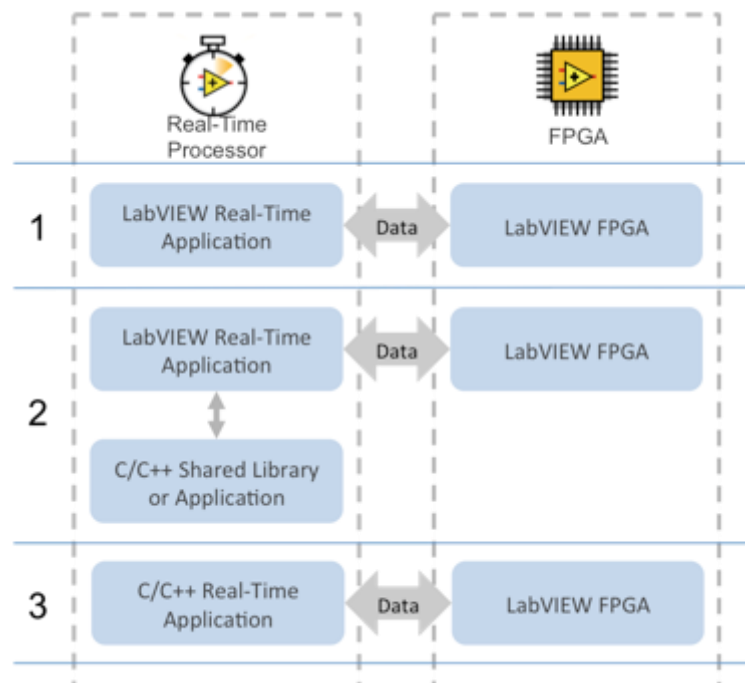 Real-Time
Processor
FPGA
1
LabVIEW Real-Time
Application
Data
LabVIEW FPGA
2
LabVIEW Real-Time
Application
Data
LabVIEW FPGA
C/C++ Shared Library
or Application
3
C/C++ Real-Time
Application
Data
LabVIEW FPGA